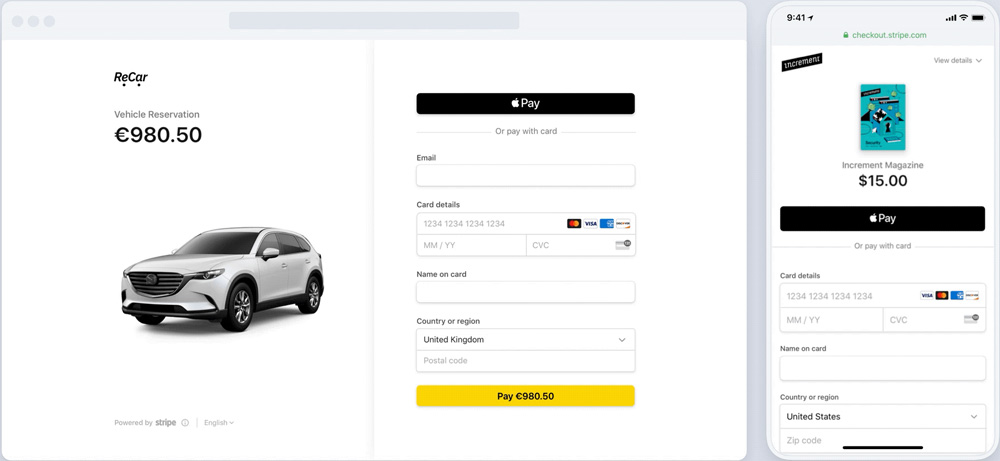 ReCar
Vehicle Reservation
€980.50
Powered by stripe
English
Pay
Or pay with card
Email
Card details
1234 1234 1234 1234
VISA
MM / YY
CVC
Name on card
Country or region
United Kingdom
Postal code
Pay €980.50
9:41
checkout.stripe.com
increment
View details
Security
Increment Magazine
$15.00
Pay
Or pay with card
Card details
1234 1234 1234 1234
VISA
MM / YY
CVC
Name on card
Country or region
United States
Zip code